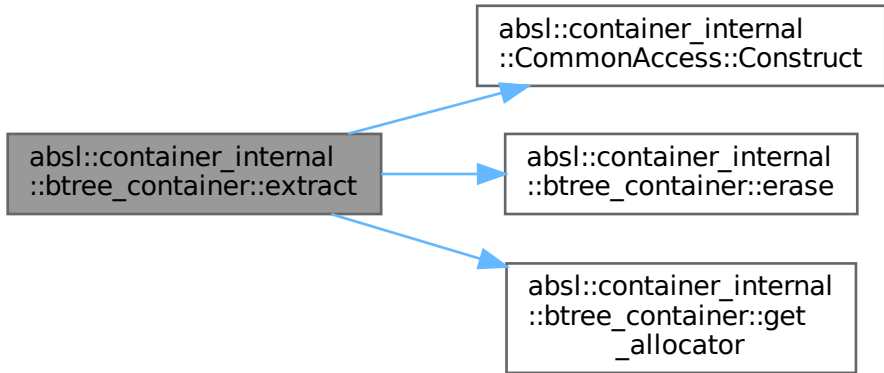 absl::container_internal
::btree_container::extract
absl::container_internal
::CommonAccess::Construct
absl::container_internal
::btree_container::erase
absl::container_internal
::btree_container::get
_allocator